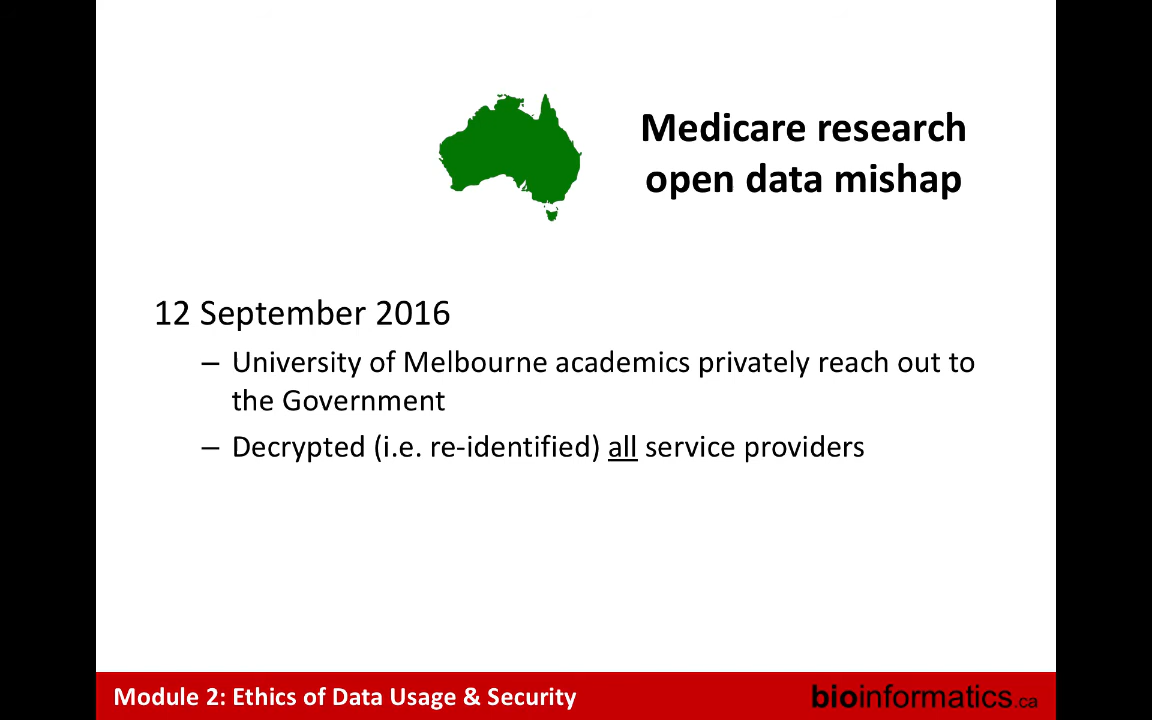 Medicare research
open data mishap
12 September 2016
– University of Melbourne academics privately reach out to
the Government
– Decrypted (i.e. re-identified) all service providers
Module 2: Ethics of Data Usage & Security
bioinformatics.ca